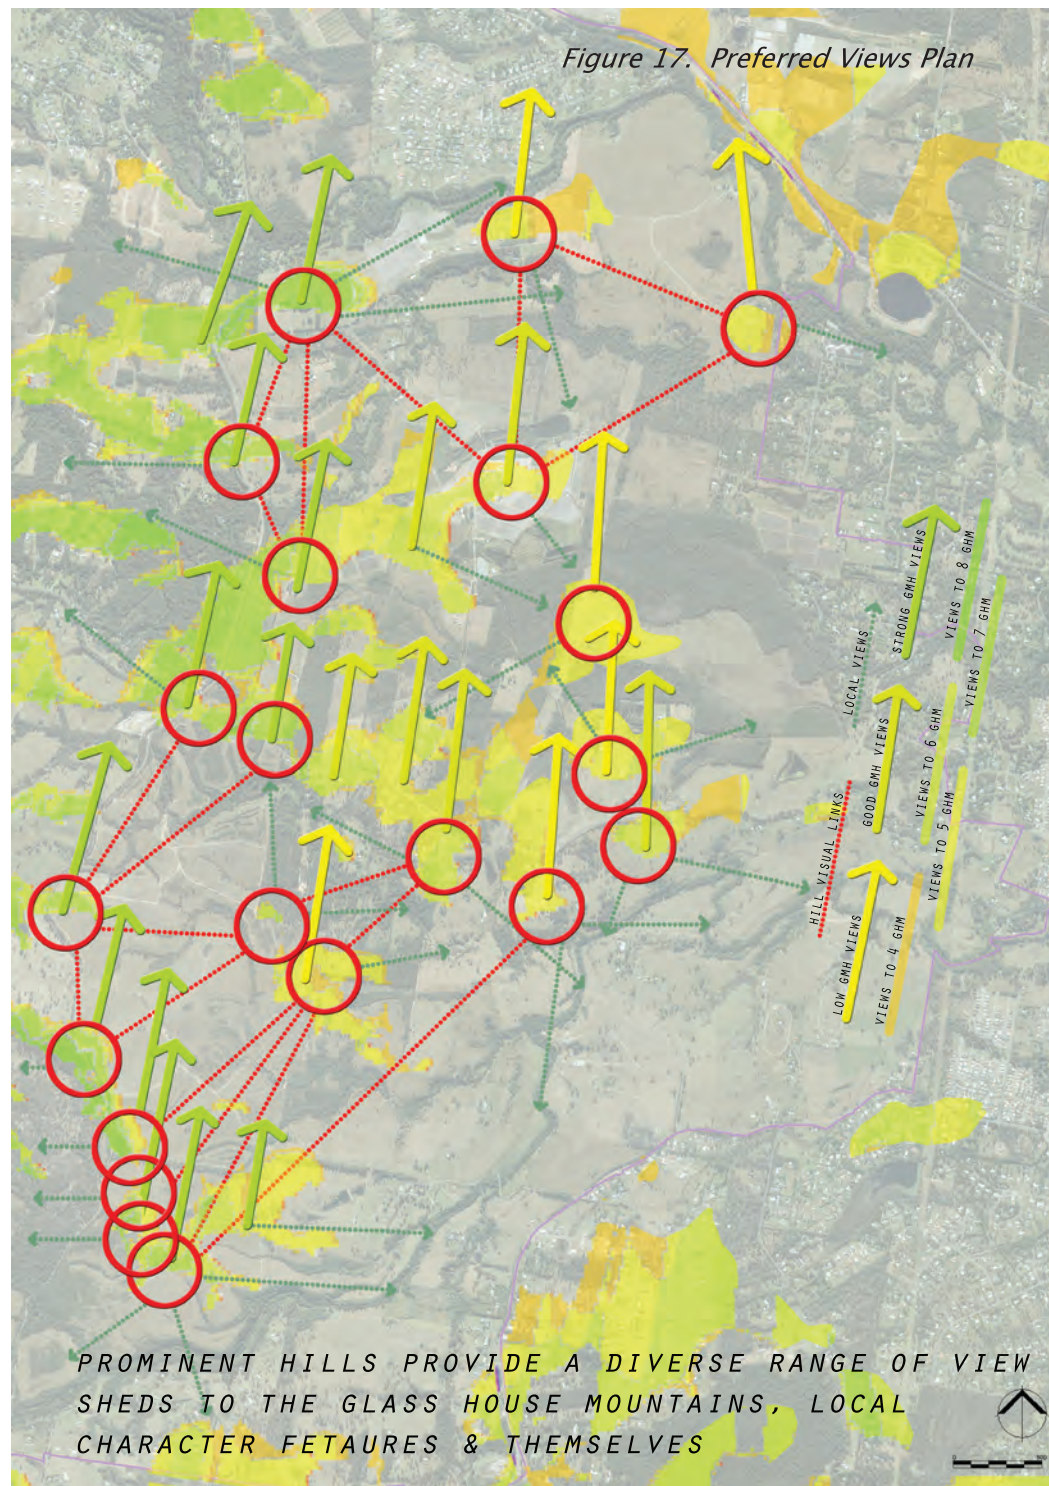 Figure 17.  Preferred Views Plan
STRONG GMH VIEWS
VIEWS TO 8 GHM
VIEWS TO 7 GHM
LOCAL VIEWS
GOOD GMH VIEWS
VIEWS TO 6 GHM
VIEWS TO 5 GHM
HILL VISUAL LINKS
LOW GMH VIEWS
VIEWS TO 4 GHM
PROMINENT HILLS PROVIDE A DIVERSE RANGE OF VIEW
SHEDS TO THE GLASS HOUSE MOUNTAINS, LOCAL
CHARACTER FETAURES & THEMSELVES